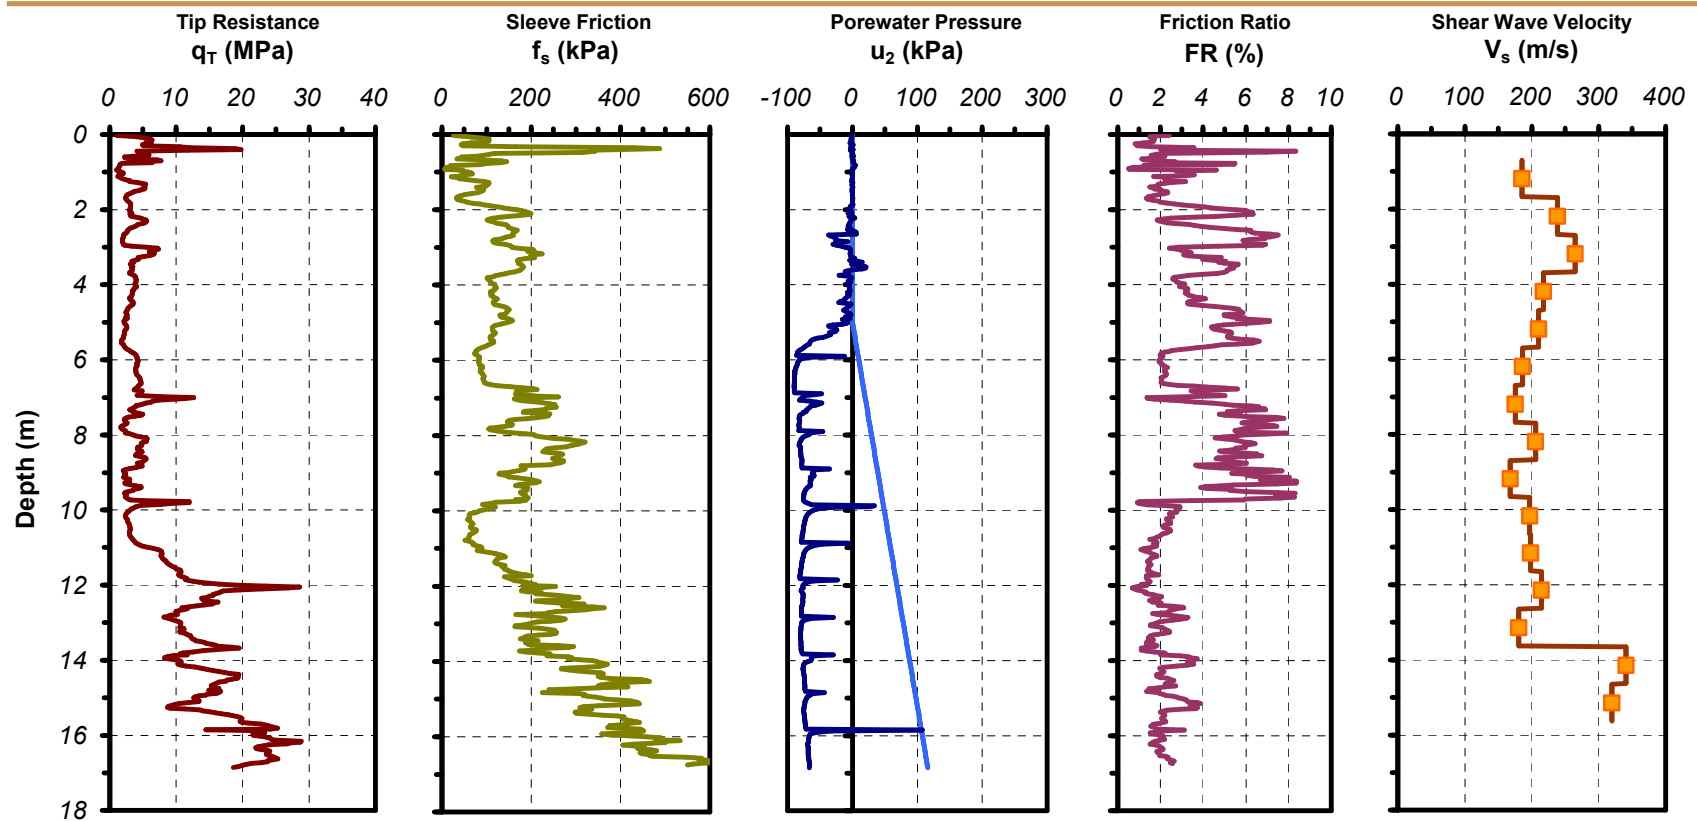 Tip Resistance
qT (MPa)
0 10 20 30 40
Sleeve Friction
fs (kPa)
0 200 400 600
Porewater Pressure
u2 (kPa)
-100 0 100 200 300
Friction Ratio
FR (%)
0 2 4 6 8 10
Shear Wave Velocity
Vs (m/s)
0 100 200 300 400
Depth (m)
0
2
4
6
8
10
12
14
16
18